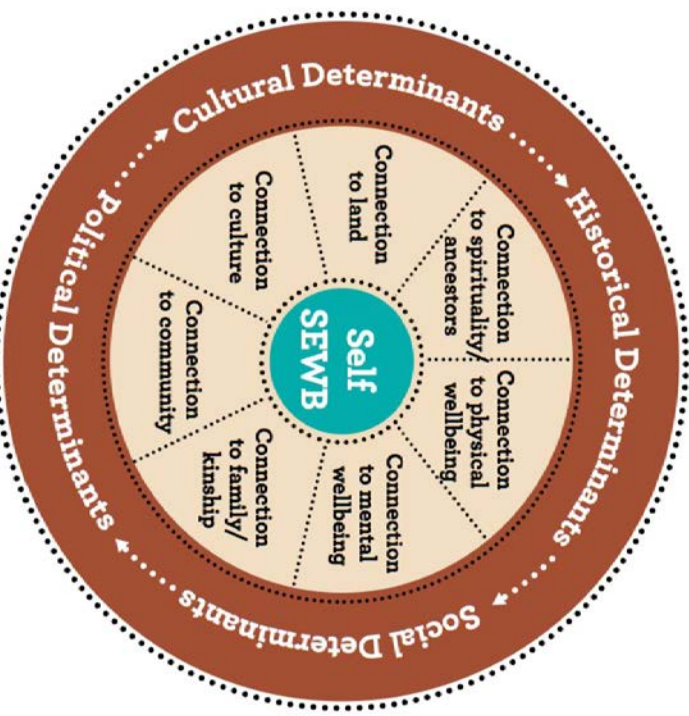 Self
SEWB
Connection
to spirituality/
ancestors
Connection
to physical
wellbeing
Connection
to mental
wellbeing
Connection
to family/
kinship
Connection
to community
Connection
to culture
Connection
to land
Cultural Determinants
Historical Determinants
Social Determinants
Political Determinants